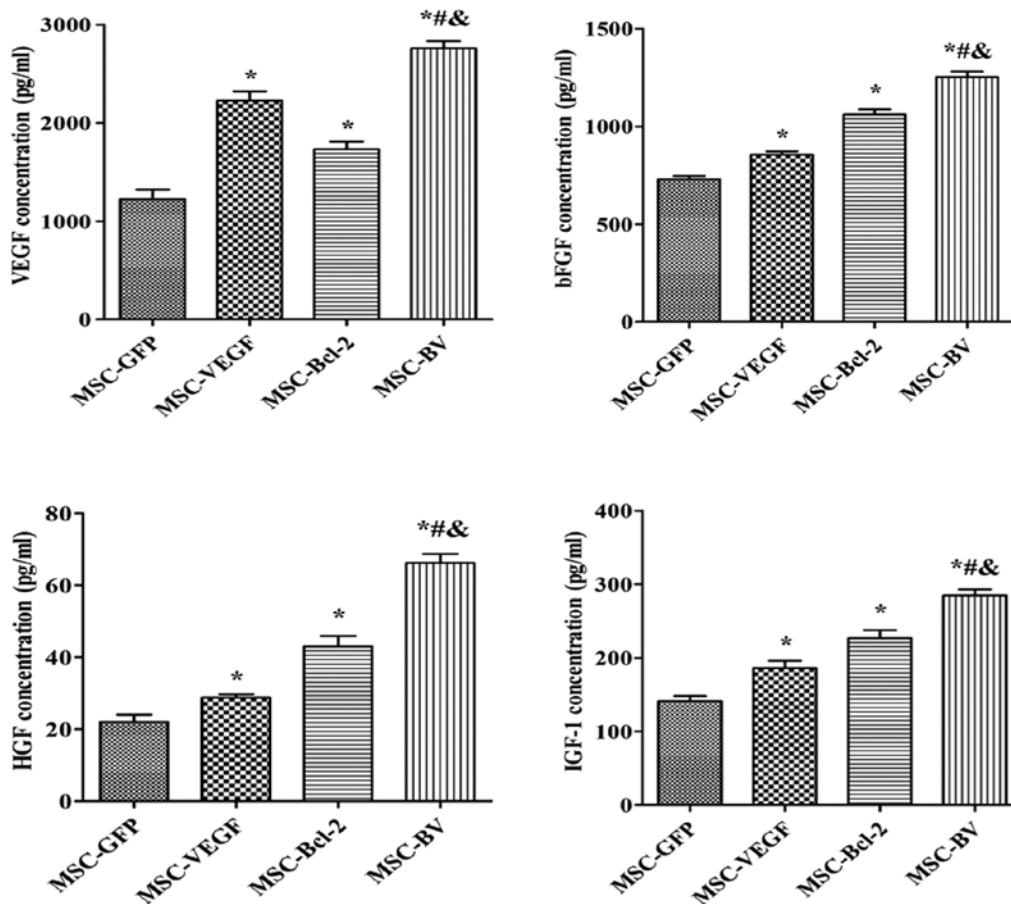 VEGF concentration (pg/ml)
3000
2000
1000
0
*
*
*#&
MSC-GFP
MSC-VEGF
MSC-Bcl-2
MSC-BV
bFGF concentration (pg/ml)
1500
1000
500
0
*
*
*#&
MSC-GFP
MSC-VEGF
MSC-Bcl-2
MSC-BV
HGF concentration (pg/ml)
80
60
40
20
0
*
*
*#&
MSC-GFP
MSC-VEGF
MSC-Bcl-2
MSC-BV
IGF-1 concentration (pg/ml)
400
300
200
100
0
*
*
*#&
MSC-GFP
MSC-VEGF
MSC-Bcl-2
MSC-BV